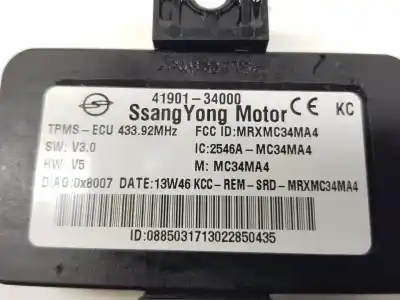 41901-34000
SsangYong Motor CE KC
TPMS-ECU 433.92MHz FCC ID:MRXMC34MA4
SW: V3.0 IC:2546A-MC34MA4
HW: V5 M: MC34MA4
DIAG:0x8007 DATE:13W46 KCC-REM-SRD-MRXMC34MA4
ID:0885031713022850435